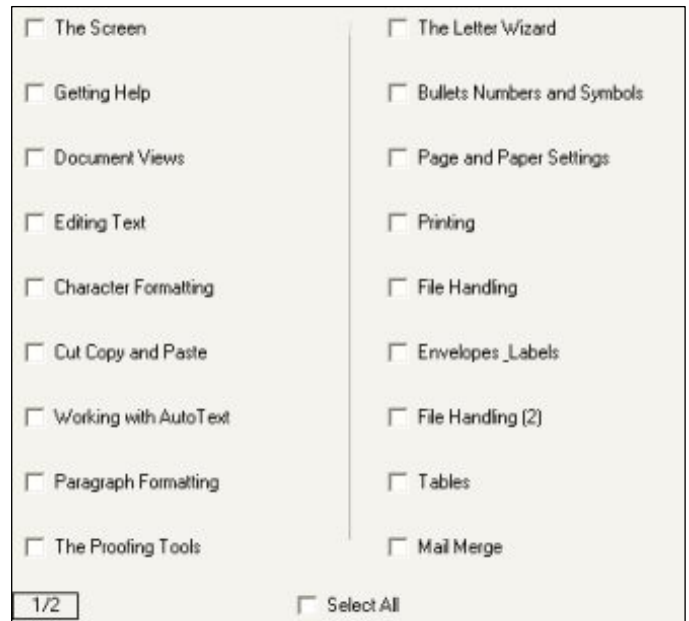 The Screen
Getting Help
Document Views
Editing Text
Character Formatting
Cut Copy and Paste
Working with AutoText
Paragraph Formatting
The Proofing Tools
The Letter Wizard
Bullets Numbers and Symbols
Page and Paper Settings
Printing
File Handling
Envelopes _Labels
File Handling (2)
Tables
Mail Merge
1/2
Select All